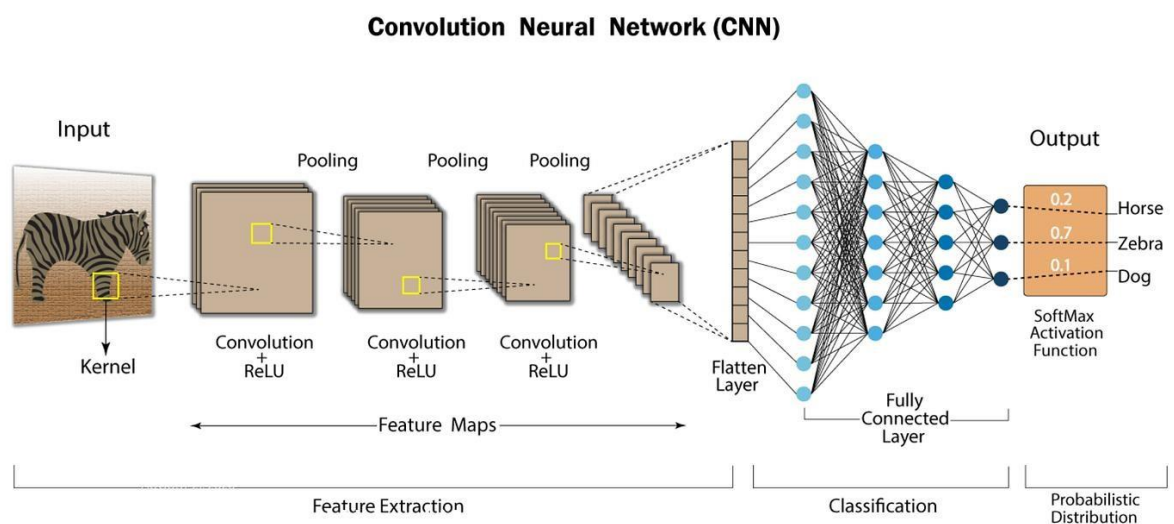 Convolution Neural Network (CNN)
Input
Pooling
Pooling
Pooling
Output
0.2
Horse
0.7
Zebra
0.1
Dog
Kernel
Convolution
+
ReLU
Convolution
+
ReLU
Convolution
+
ReLU
Flatten
Layer
SoftMax
Activation
Function
Fully
Connected
Layer
Feature Maps
Feature Extraction
Classification
Probabilistic
Distribution